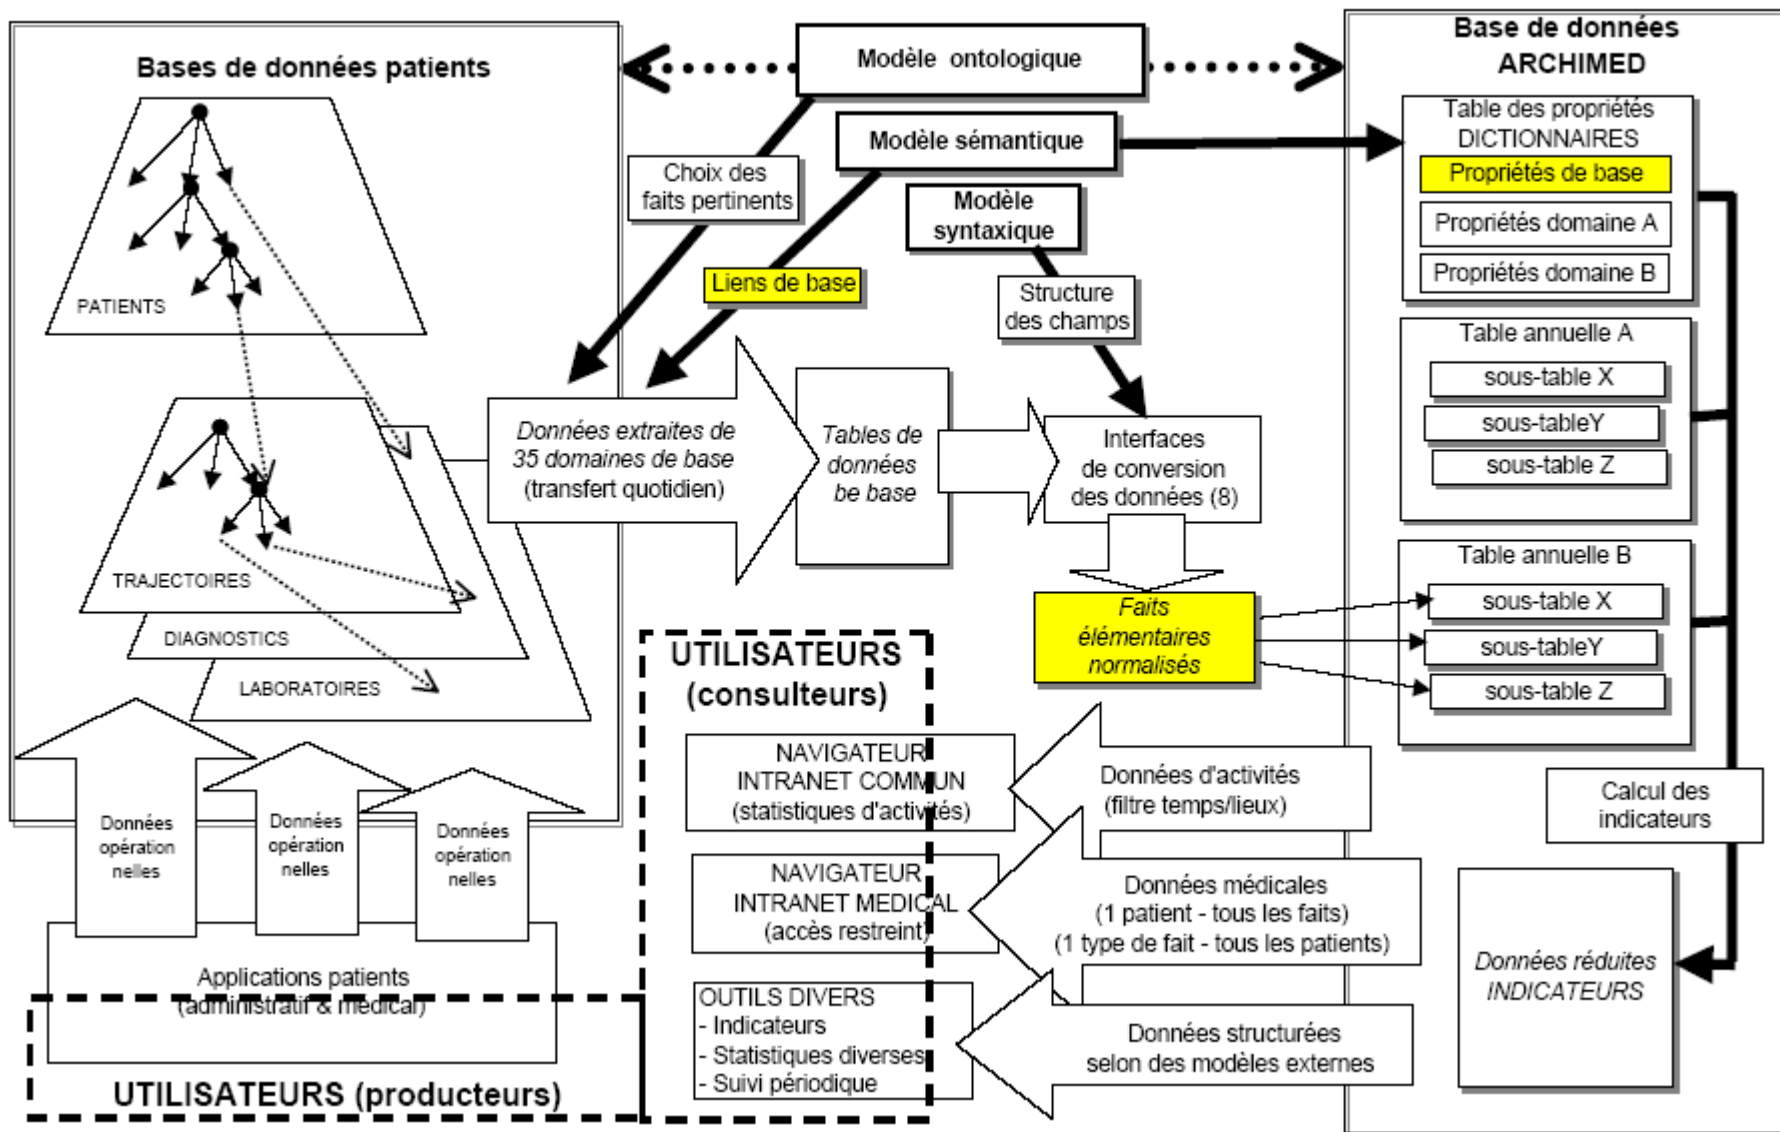 Bases de données patients
PATIENTS
TRAJECTOIRES
DIAGNOSTICS
LABORATOIRES
Données
opération
nelles
Données
opération
nelles
Données
opération
nelles
Applications patients
(administratif & médical)
UTILISATEURS (producteurs)
Modèle ontologique
Modèle sémantique
Modèle
syntaxique
Choix des
faits pertinents
Liens de base
Structure
des champs
Données extraites de
35 domaines de base
(transfert quotidien)
Tables de
données
be base
Interfaces
de conversion
des données (8)
Faits
élémentaires
normalisés
UTILISATEURS
(consulteurs)
NAVIGATEUR
INTRANET COMMUN
(statistiques d'activités)
NAVIGATEUR
INTRANET MEDICAL
(accès restreint)
OUTILS DIVERS
- Indicateurs
- Statistiques diverses
- Suivi périodique
Données d'activités
(filtre temps/lieux)
Données médicales
(1 patient - tous les faits)
(1 type de fait - tous les patients)
Données structurées
selon des modèles externes
Base de données
ARCHIMED
Table des propriétés
DICTIONNAIRES
Propriétés de base
Propriétés domaine A
Propriétés domaine B
Table annuelle A
sous-table X
sous-tableY
sous-table Z
Table annuelle B
sous-table X
sous-tableY
sous-table Z
Calcul des
indicateurs
Données réduites
INDICATEURS